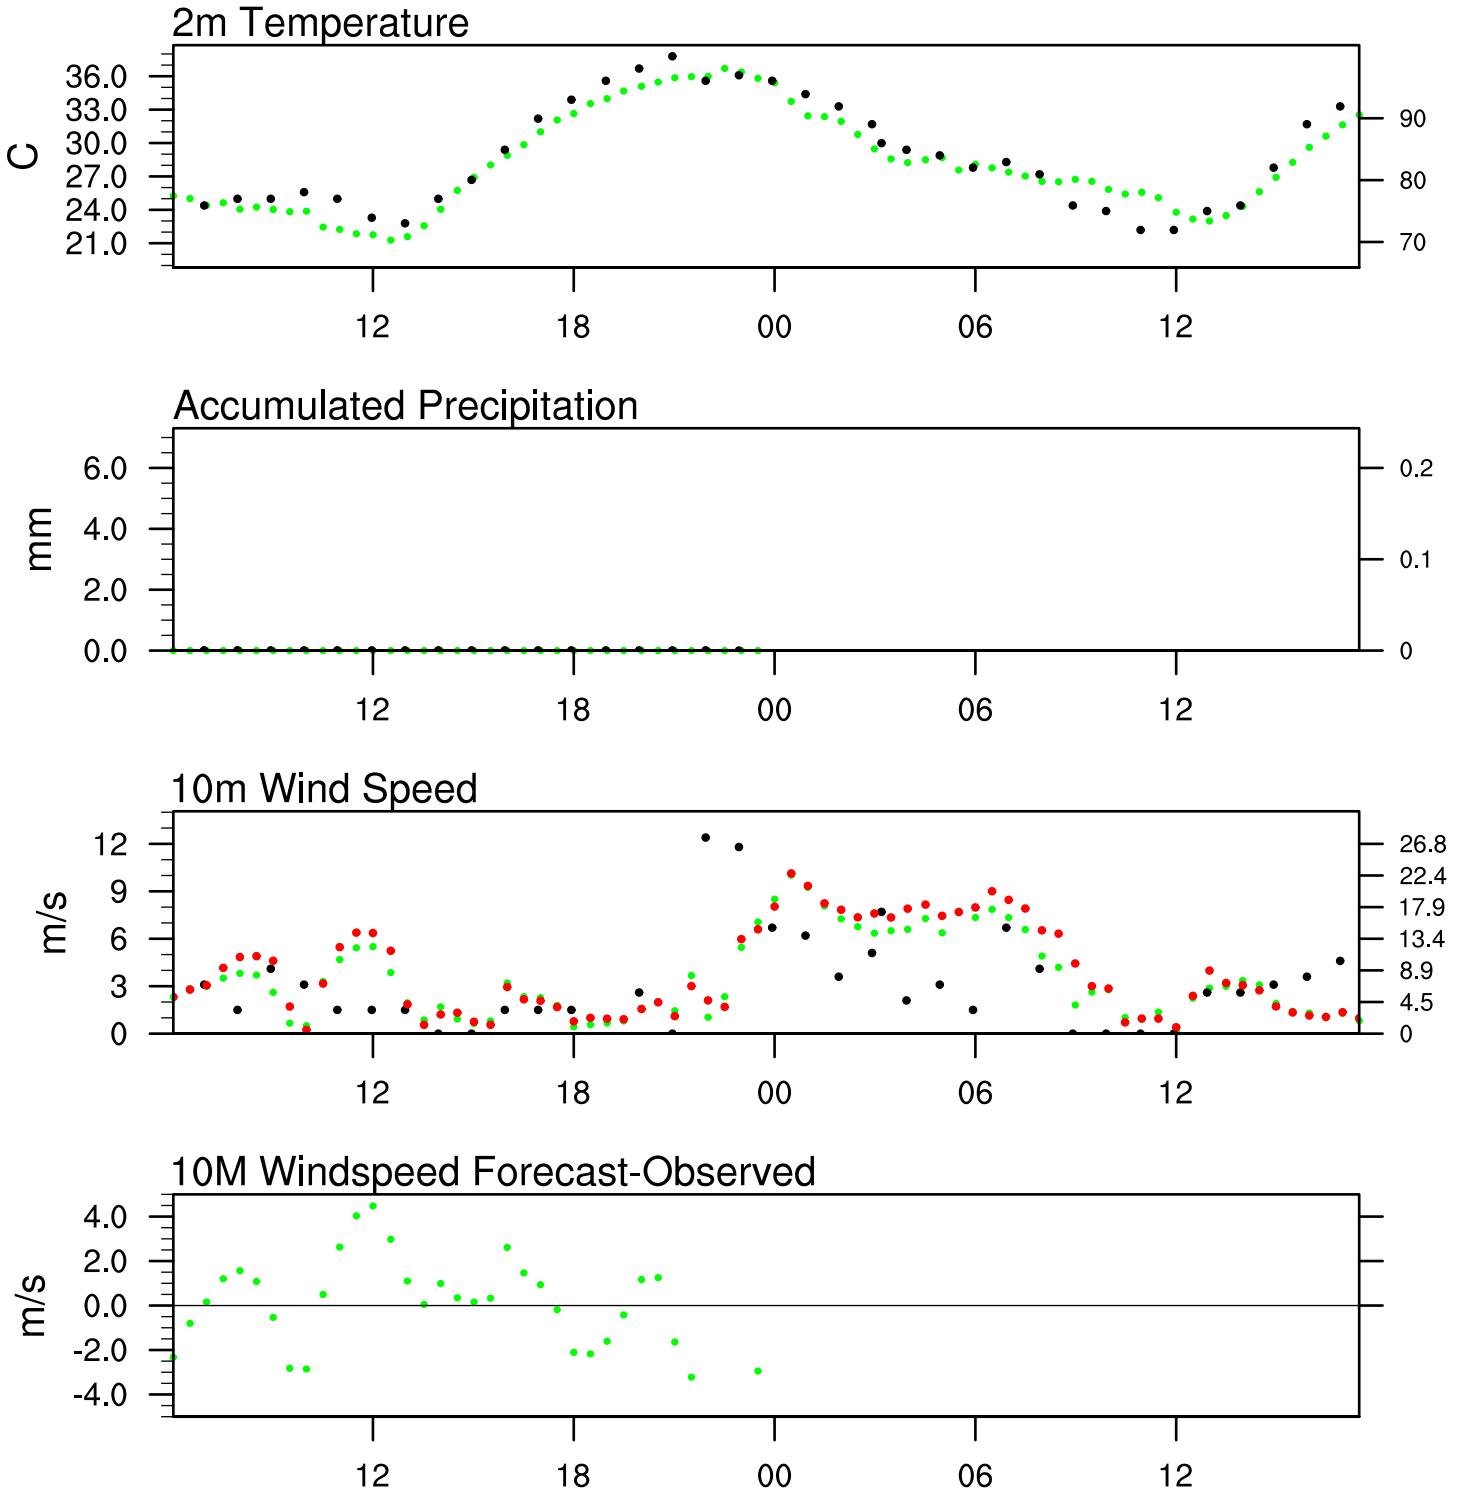 2m Temperature
36.0
33.0
30.0
27.0
24.0
21.0
C
90
80
70
12 18 00 06 12
Accumulated Precipitation
6.0
4.0
2.0
0.0
mm
0.2
0.1
0
12 18 00 06 12
10m Wind Speed
12
9
6
3
0
m/s
26.8
22.4
17.9
13.4
8.9
4.5
0
12 18 00 06 12
10M Windspeed Forecast-Observed
4.0
2.0
0.0
-2.0
-4.0
m/s
12 18 00 06 12